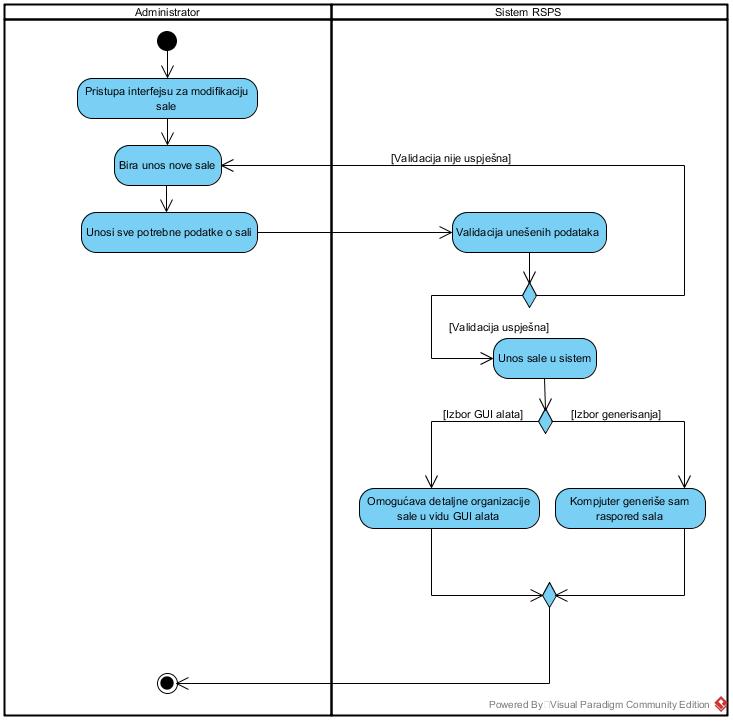 Administrator
Sistem RSPS
Pristupa interfejsu za modifikaciju
sale
Bira unos nove sale
[Validacija nije uspješna]
Unosi sve potrebne podatke o sali
Validacija unešenih podataka
[Validacija uspješna]
Unos sale u sistem
[Izbor GUI alata]
[Izbor generisanja]
Omogućava detaljne organizacije
sale u vidu GUI alata
Kompjuter generiše sam
raspored sala
Powered By Visual Paradigm Community Edition